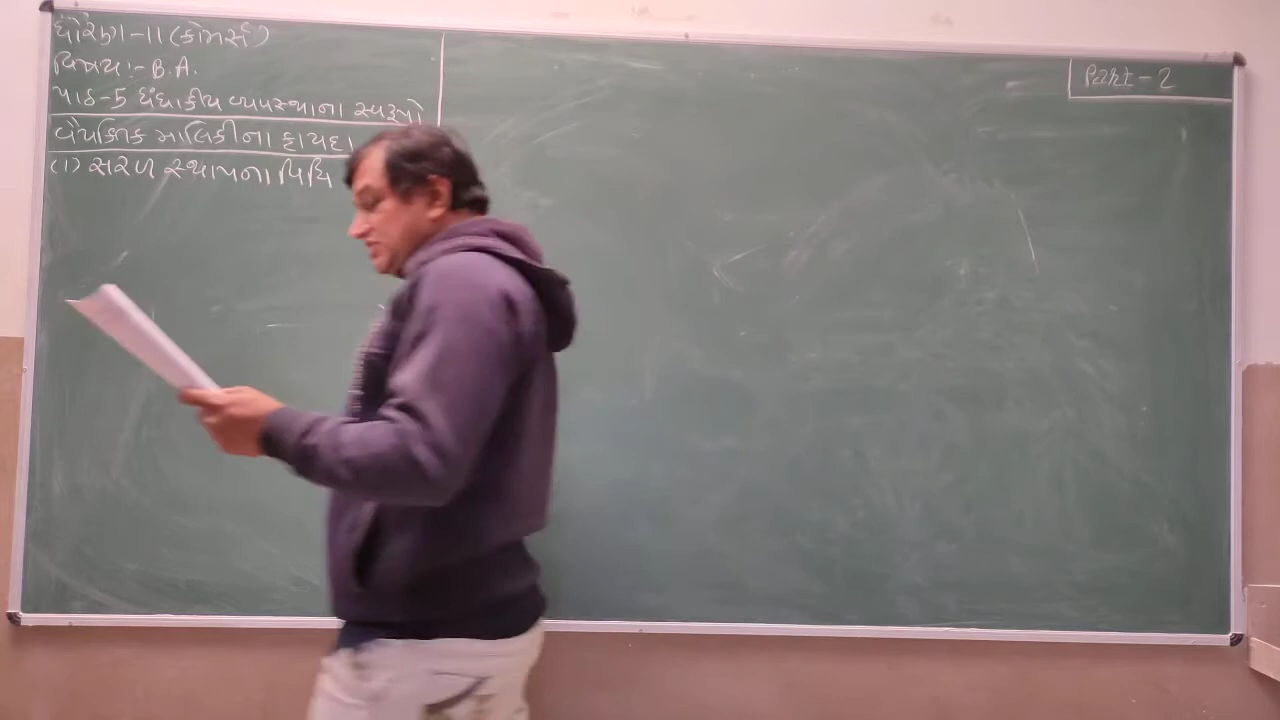 ધોરણ-11 (કોમર્સ)
વિષય :- B.A.
પાઠ-5 ધંધાકીય વ્યવસ્થાના સ્વરૂપો
વૈયક્તિક માલિકીના ફાયદા
(1) સરળ સ્થાપના વિધિ
Part-2